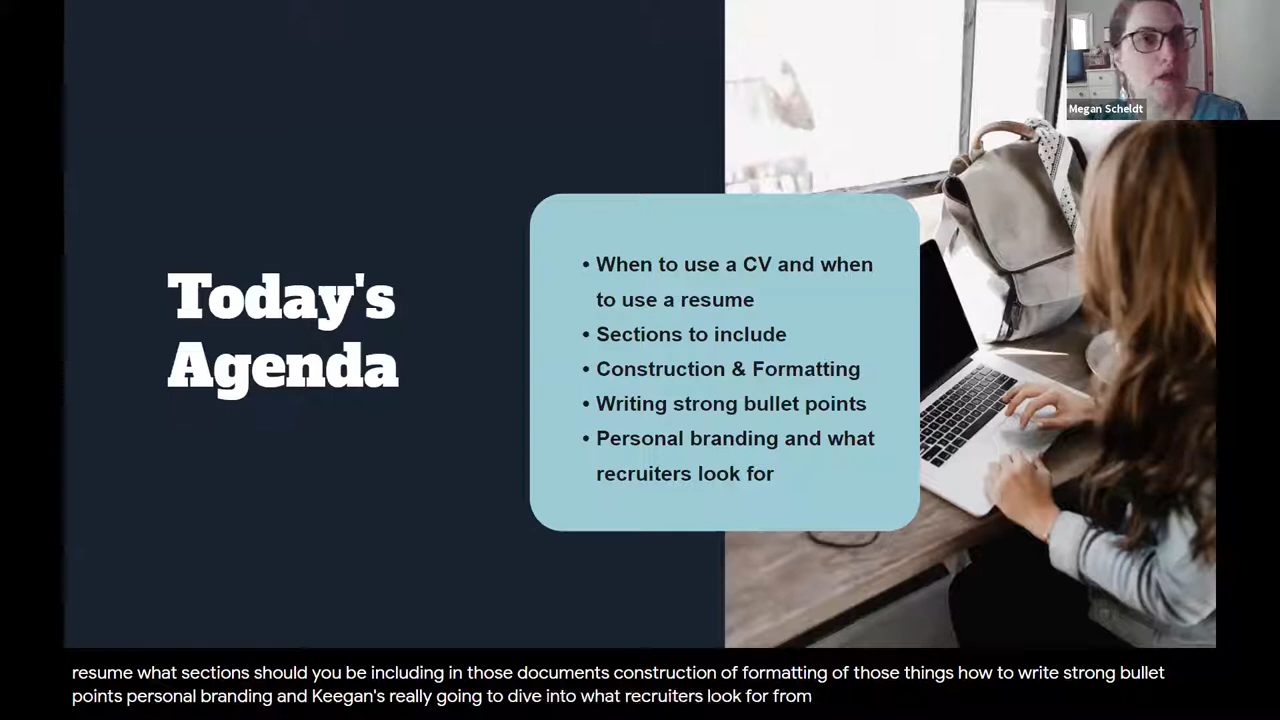 Megan Scheldt
Today's
Agenda
• When to use a CV and when
to use a resume
• Sections to include
• Construction & Formatting
• Writing strong bullet points
• Personal branding and what
recruiters look for
resume what sections should you be including in those documents construction of formatting of those things how to write strong bullet
points personal branding and Keegan's really going to dive into what recruiters look for from